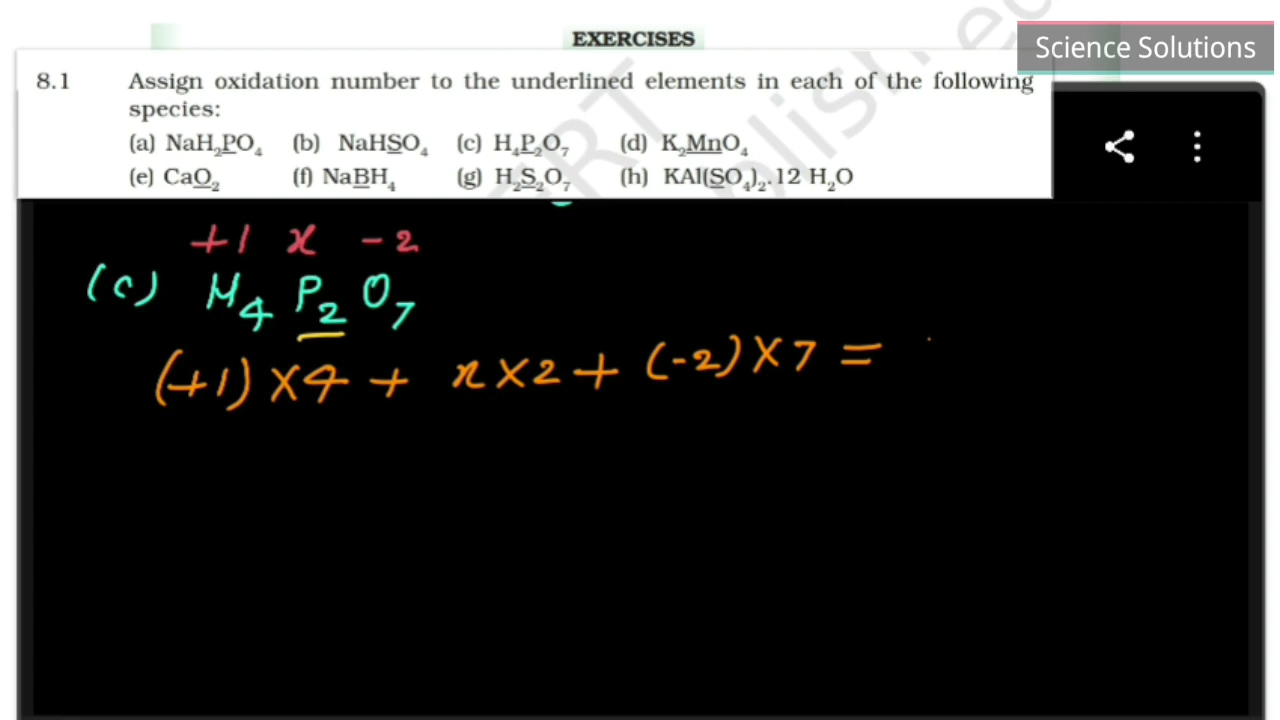 EXERCISES
Science Solutions
8.1 Assign oxidation number to the underlined elements in each of the following
species:
(a) NaH₂PO₄ (b) NaHSO₄ (c) H₄P₂O₇ (d) K₂MnO₄
(e) CaO₂ (f) NaBH₄ (g) H₂S₂O₇ (h) KAl(SO₄)₂.12 H₂O
+1 x -2
(c) H₄ P₂ O₇
(+1) × 4 + x × 2 + (-2) × 7 =